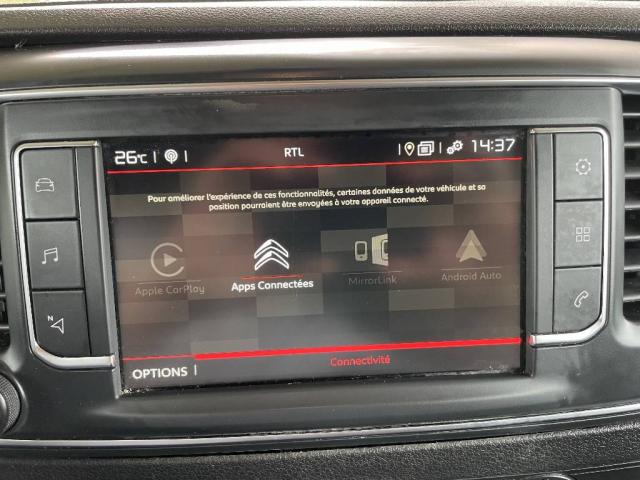 26°C
RTL
14:37
Pour améliorer l'expérience de ces fonctionnalités, certaines données de votre véhicule et sa
position pourraient être envoyées à votre appareil connecté.
Apple CarPlay
Apps Connectées
MirrorLink
Android Auto
Connectivité
OPTIONS
N